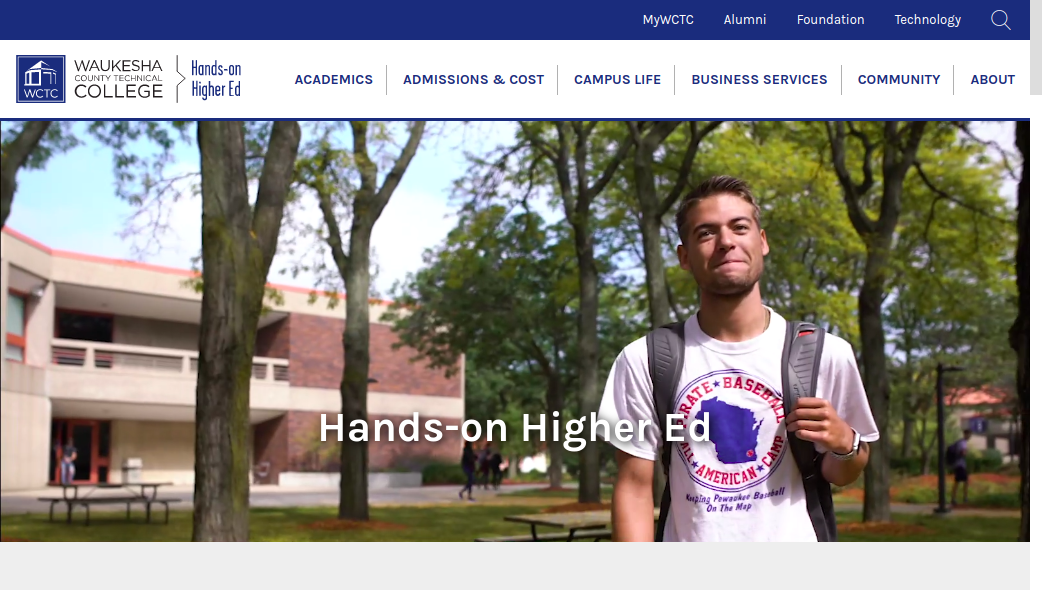 MyWCTC Alumni Foundation Technology
WAUKESHA
COUNTY TECHNICAL
COLLEGE
WCTC
Hands-on
Higher Ed
ACADEMICS ADMISSIONS & COST CAMPUS LIFE BUSINESS SERVICES COMMUNITY ABOUT
Hands-on Higher Ed
PIRATE ★ BASEBALL
ALL ★ AMERICAN ★ CAMP
Keeping Pewaukee Baseball
On The Map